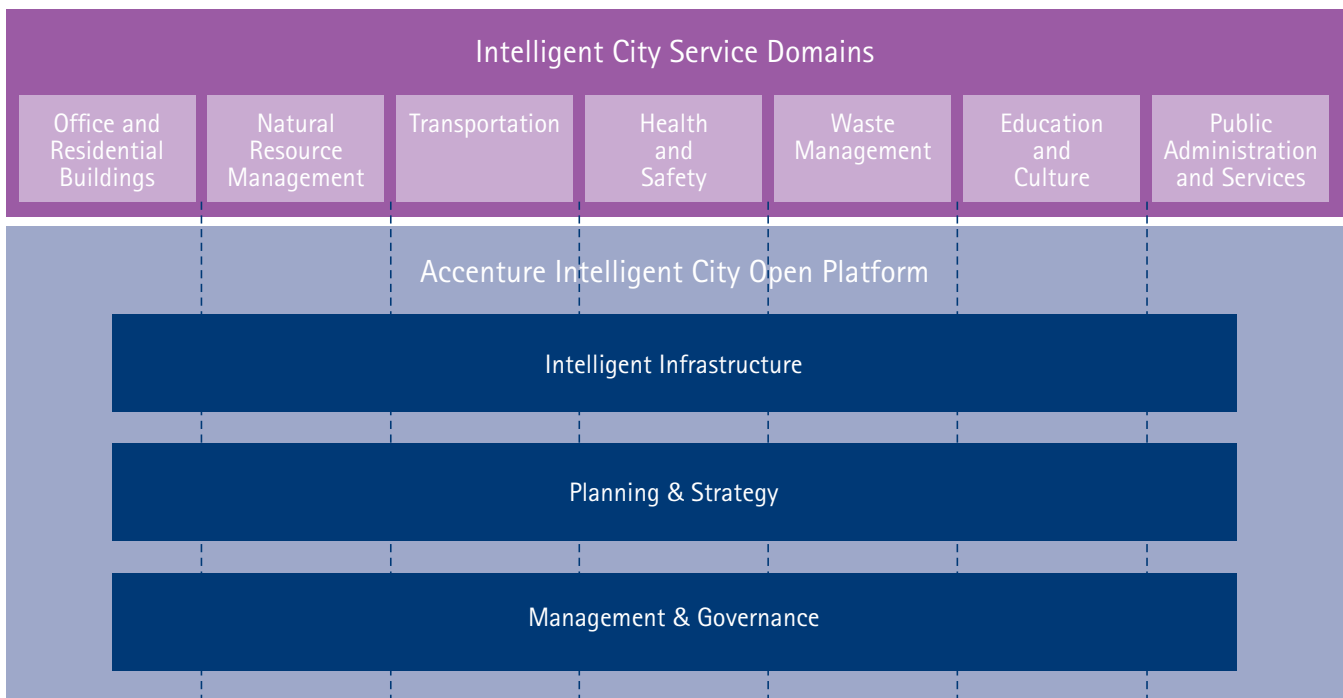 Intelligent City Service Domains
Office and
Residential
Buildings
Natural
Resource
Management
Transportation
Health
and
Safety
Waste
Management
Education
and
Culture
Public
Administration
and Services
Accenture Intelligent City Open Platform
Intelligent Infrastructure
Planning & Strategy
Management & Governance